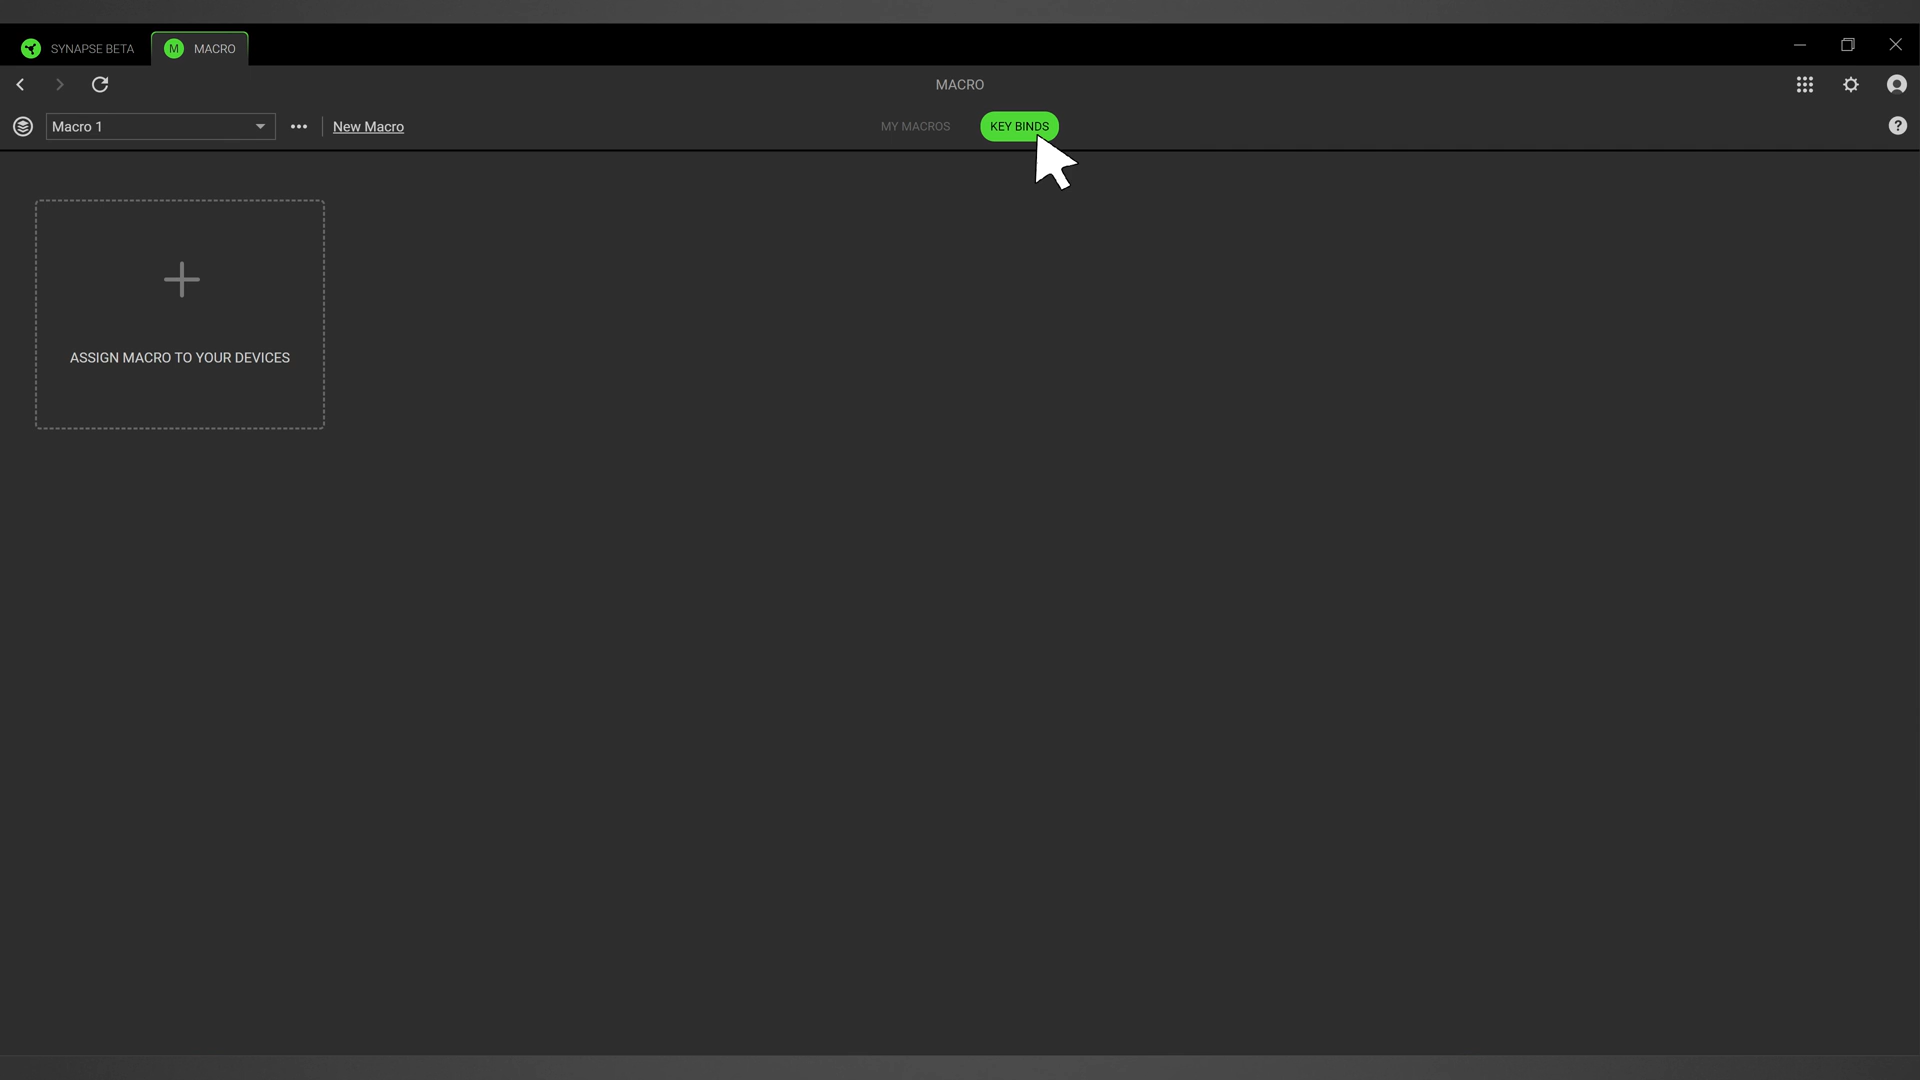 SYNAPSE BETA
M MACRO
MACRO
Macro 1
New Macro
MY MACROS
KEY BINDS
?
ASSIGN MACRO TO YOUR DEVICES